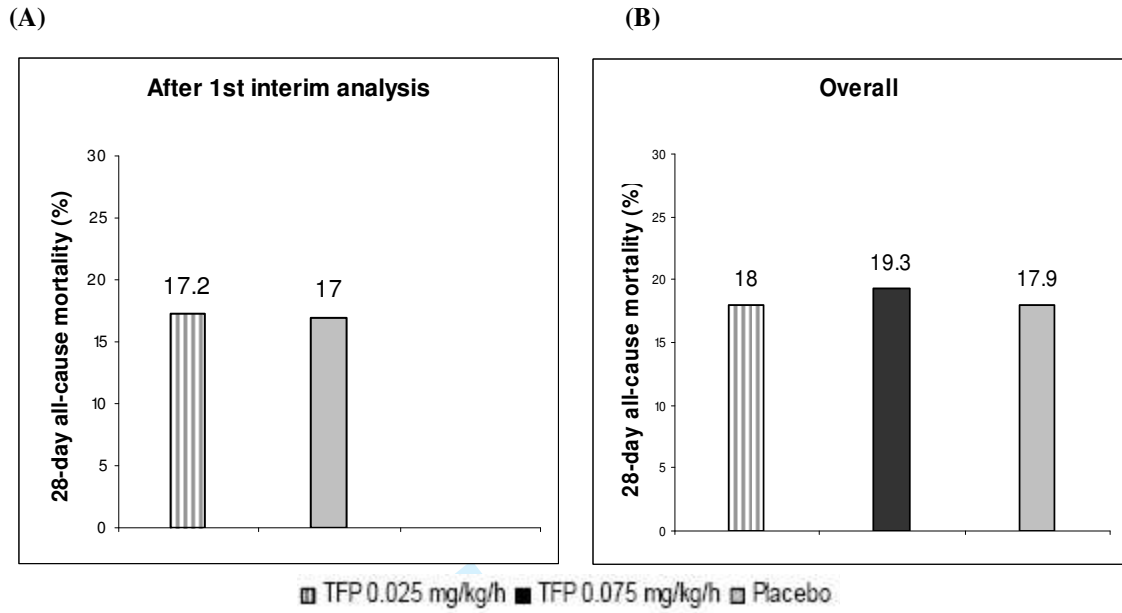 (A)
(B)
After 1st interim analysis
28-day all-cause mortality (%)
30
25
20
15
10
5
0
17.2
17
Overall
28-day all-cause mortality (%)
30
25
20
15
10
5
0
18
19.3
17.9
TFP 0.025 mg/kg/h TFP 0.075 mg/kg/h Placebo